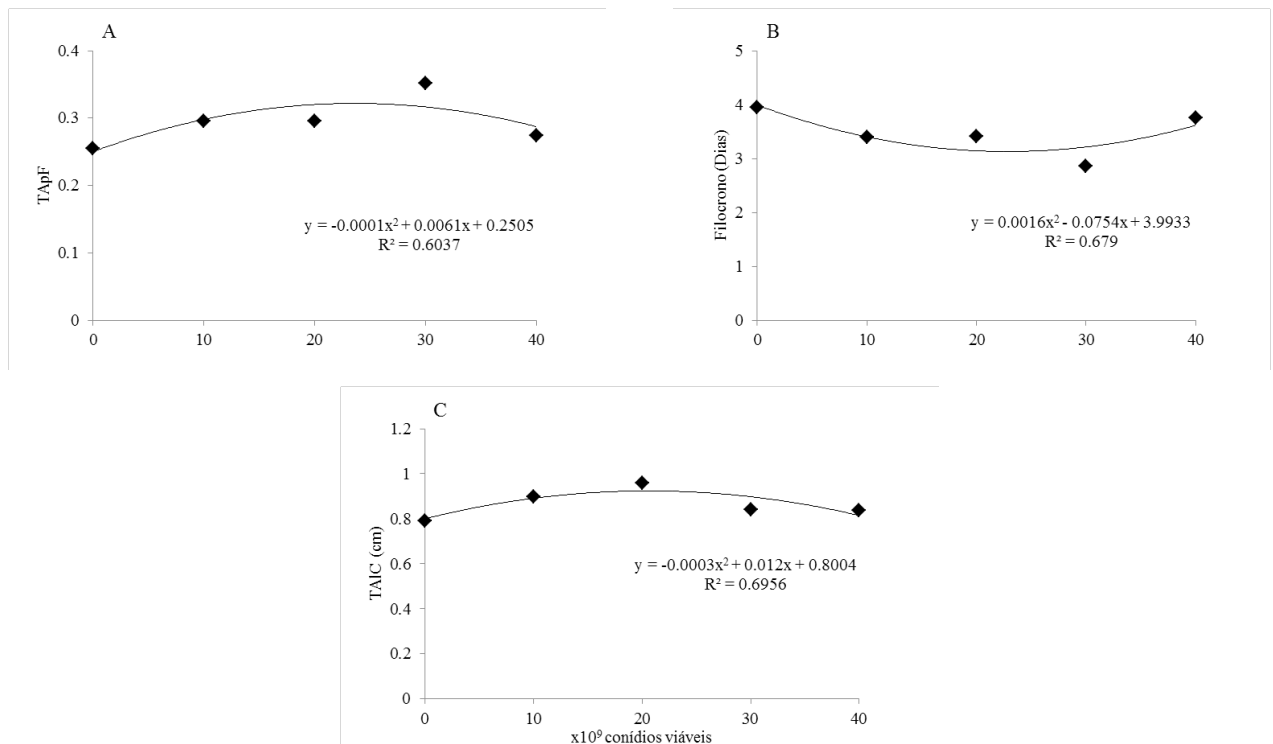 A
0.4
0.3
0.2
0.1
0
TApF
y = -0.0001x² + 0.0061x + 0.2505
R² = 0.6037
0 10 20 30 40
B
5
4
3
2
1
0
Filocrono (Dias)
y = 0.0016x² - 0.0754x + 3.9933
R² = 0.679
0 10 20 30 40
C
1.2
1
0.8
0.6
0.4
0.2
0
TAlC (cm)
y = -0.0003x² + 0.012x + 0.8004
R² = 0.6956
0 10 20 30 40
x10⁹ conídios viáveis